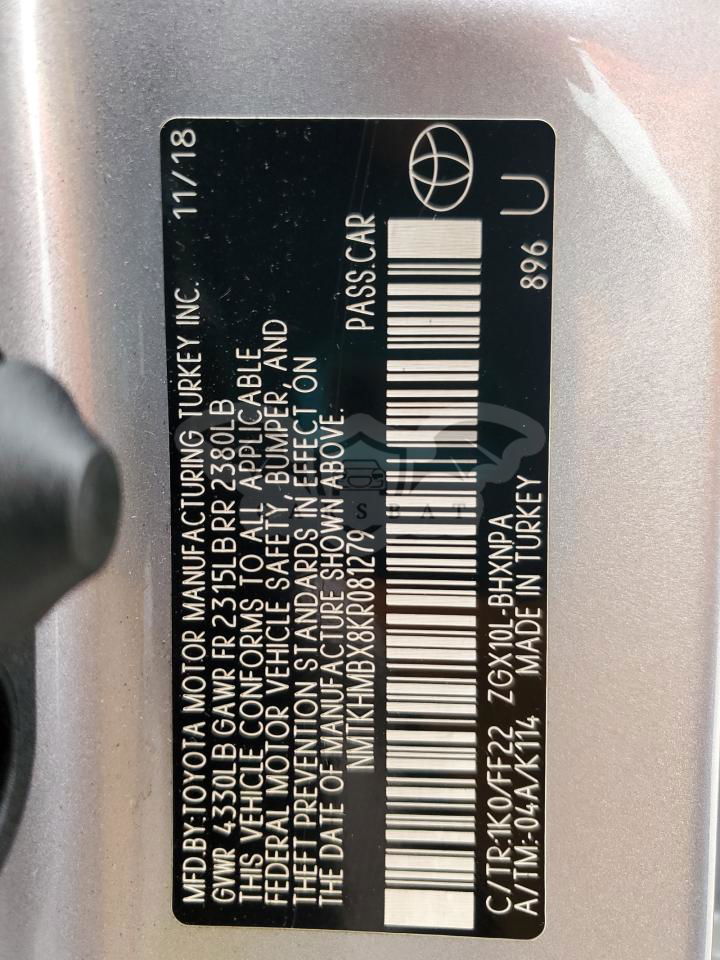 MFD.BY:TOYOTA MOTOR MANUFACTURING TURKEY INC. 11/18
GVWR 4330LB GAWR FR 2315LB RR 2380LB
THIS VEHICLE CONFORMS TO ALL APPLICABLE
FEDERAL MOTOR VEHICLE SAFETY, BUMPER, AND
THEFT PREVENTION STANDARDS IN EFFECT ON
THE DATE OF MANUFACTURE SHOWN ABOVE.
NMTKHMBX8KR081279 PASS.CAR
CARSBAT
C/TR:1K0/FF22 ZGX10L-BHXNPA 896 U
A/TM:-04A/K114 MADE IN TURKEY